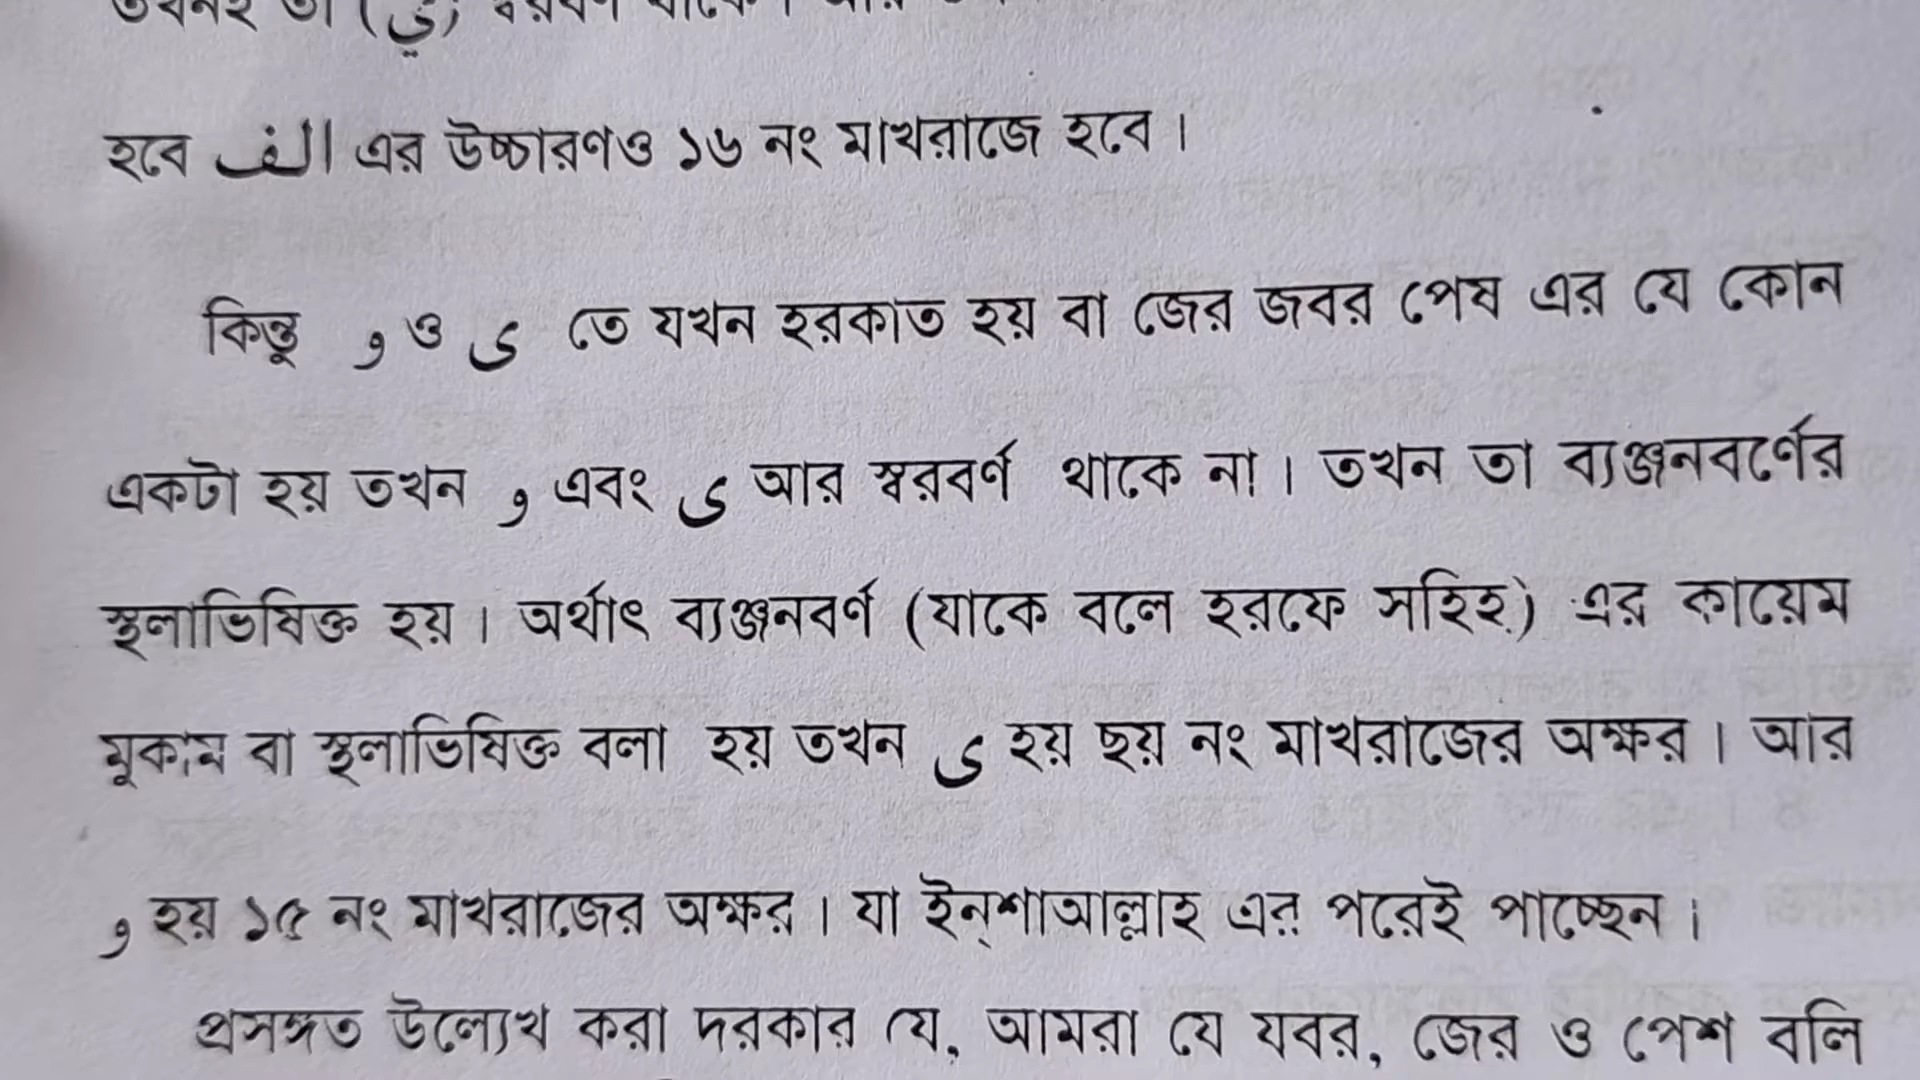 হবে الف এর উচ্চারণও ১৬ নং মাখরাজে হবে।
কিন্তু و ও ى তে যখন হরকাত হয় বা জের জবর পেষ এর যে কোন
একটা হয় তখন و এবং ى আর স্বরবর্ণ থাকে না। তখন তা ব্যঞ্জনবর্ণের
স্থলাভিষিক্ত হয়। অর্থাৎ ব্যঞ্জনবর্ণ (যাকে বলে হরফে সহিহ) এর কায়েম
মুকাম বা স্থলাভিষিক্ত বলা হয় তখন ى হয় ছয় নং মাখরাজের অক্ষর। আর
و হয় ১৫ নং মাখরাজের অক্ষর। যা ইন্‌শাআল্লাহ এর পরেই পাচ্ছেন।
প্রসঙ্গত উল্যেখ করা দরকার যে, আমরা যে যবর, জের ও পেশ বলি